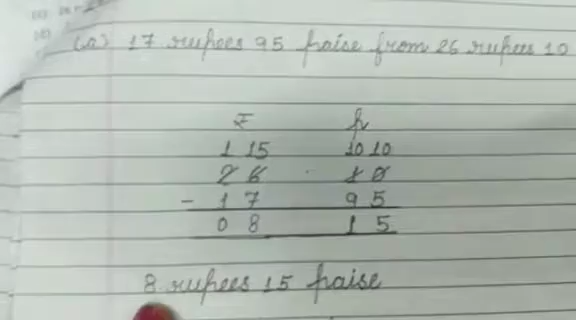 (a) 17 rupees 95 paise from 26 rupees 10
₹ p
1 15 10 10
2 6 1 0
- 1 7 9 5
0 8 1 5
8 rupees 15 paise